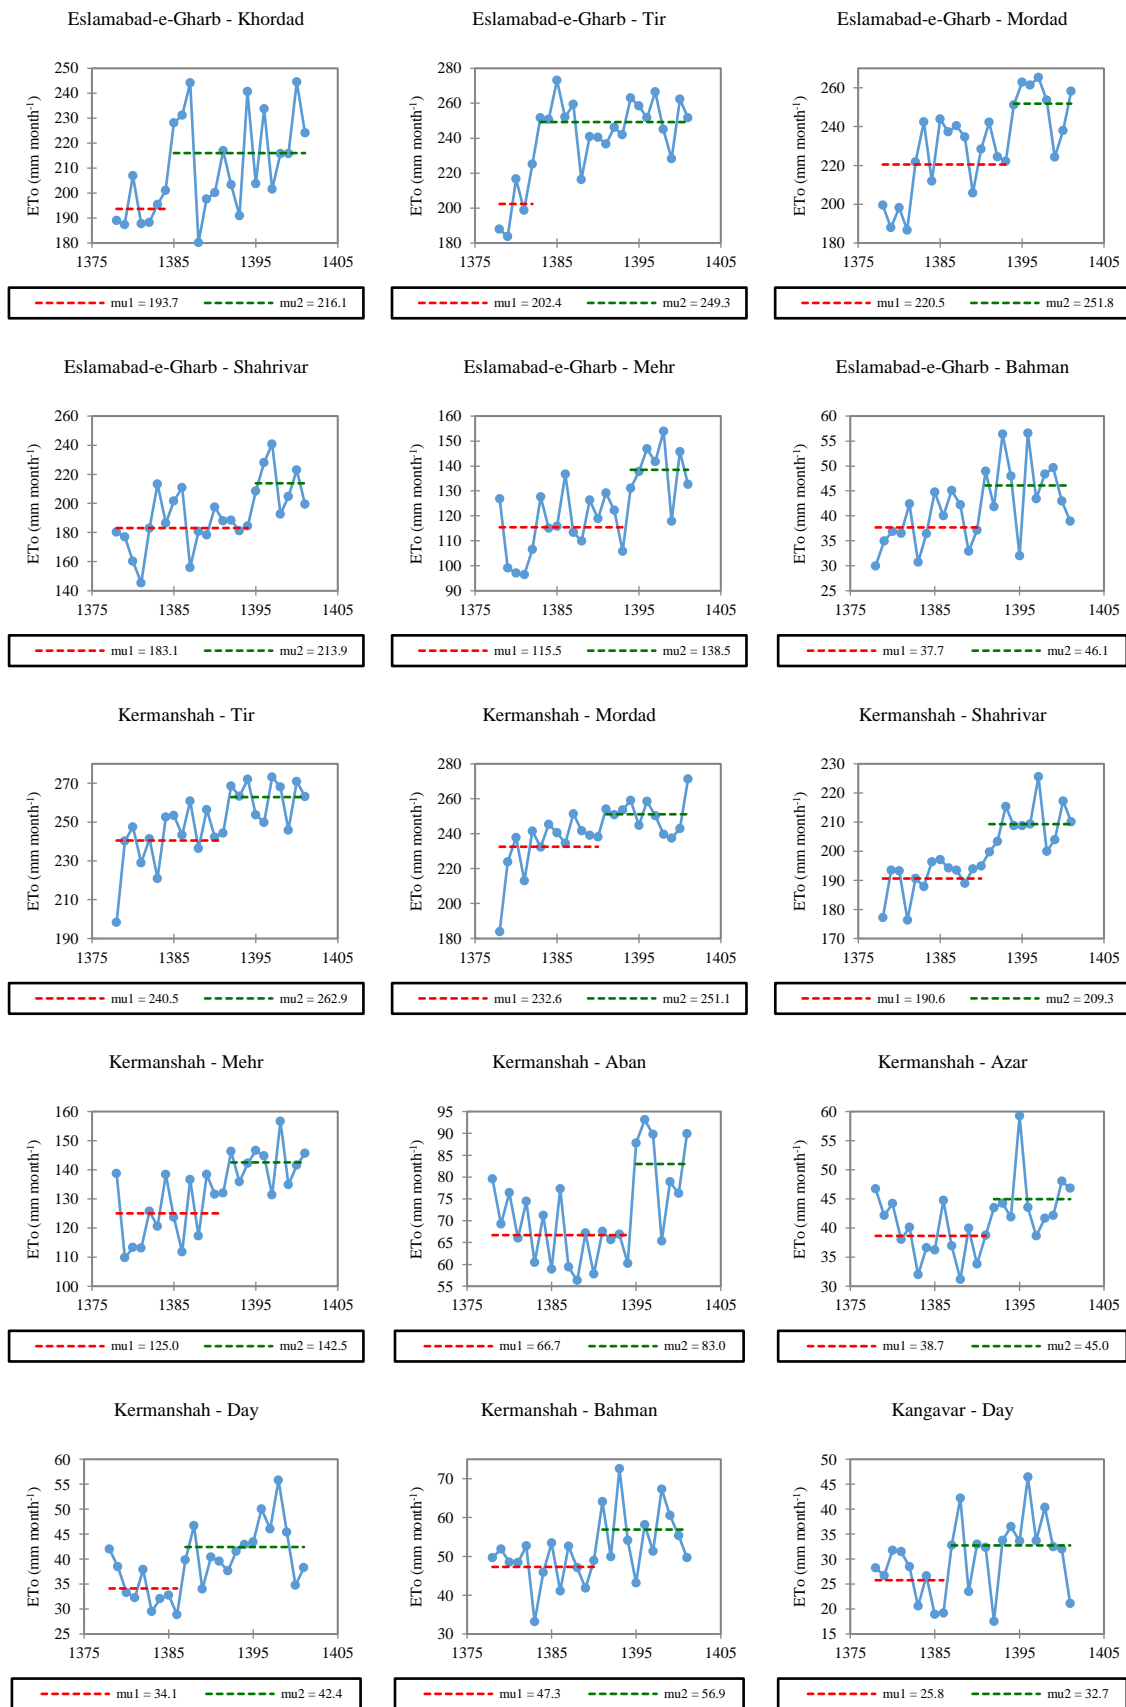 Eslamabad-e-Gharb - Khordad
ETo (mm month-1)
250
240
230
220
210
200
190
180
1375 1385 1395 1405
mu1 = 193.7 mu2 = 216.1
Eslamabad-e-Gharb - Tir
ETo (mm month-1)
280
260
240
220
200
180
1375 1385 1395 1405
mu1 = 202.4 mu2 = 249.3
Eslamabad-e-Gharb - Mordad
ETo (mm month-1)
260
240
220
200
180
1375 1385 1395 1405
mu1 = 220.5 mu2 = 251.8
Eslamabad-e-Gharb - Shahrivar
ETo (mm month-1)
260
240
220
200
180
160
140
1375 1385 1395 1405
mu1 = 183.1 mu2 = 213.9
Eslamabad-e-Gharb - Mehr
ETo (mm month-1)
160
150
140
130
120
110
100
90
1375 1385 1395 1405
mu1 = 115.5 mu2 = 138.5
Eslamabad-e-Gharb - Bahman
ETo (mm month-1)
60
55
50
45
40
35
30
25
1375 1385 1395 1405
mu1 = 37.7 mu2 = 46.1
Kermanshah - Tir
ETo (mm month-1)
270
250
230
210
190
1375 1385 1395 1405
mu1 = 240.5 mu2 = 262.9
Kermanshah - Mordad
ETo (mm month-1)
280
260
240
220
200
180
1375 1385 1395 1405
mu1 = 232.6 mu2 = 251.1
Kermanshah - Shahrivar
ETo (mm month-1)
230
220
210
200
190
180
170
1375 1385 1395 1405
mu1 = 190.6 mu2 = 209.3
Kermanshah - Mehr
ETo (mm month-1)
160
150
140
130
120
110
100
1375 1385 1395 1405
mu1 = 125.0 mu2 = 142.5
Kermanshah - Aban
ETo (mm month-1)
95
90
85
80
75
70
65
60
55
1375 1385 1395 1405
mu1 = 66.7 mu2 = 83.0
Kermanshah - Azar
ETo (mm month-1)
60
55
50
45
40
35
30
1375 1385 1395 1405
mu1 = 38.7 mu2 = 45.0
Kermanshah - Day
ETo (mm month-1)
60
55
50
45
40
35
30
25
1375 1385 1395 1405
mu1 = 34.1 mu2 = 42.4
Kermanshah - Bahman
ETo (mm month-1)
70
60
50
40
30
1375 1385 1395 1405
mu1 = 47.3 mu2 = 56.9
Kangavar - Day
ETo (mm month-1)
50
45
40
35
30
25
20
15
1375 1385 1395 1405
mu1 = 25.8 mu2 = 32.7